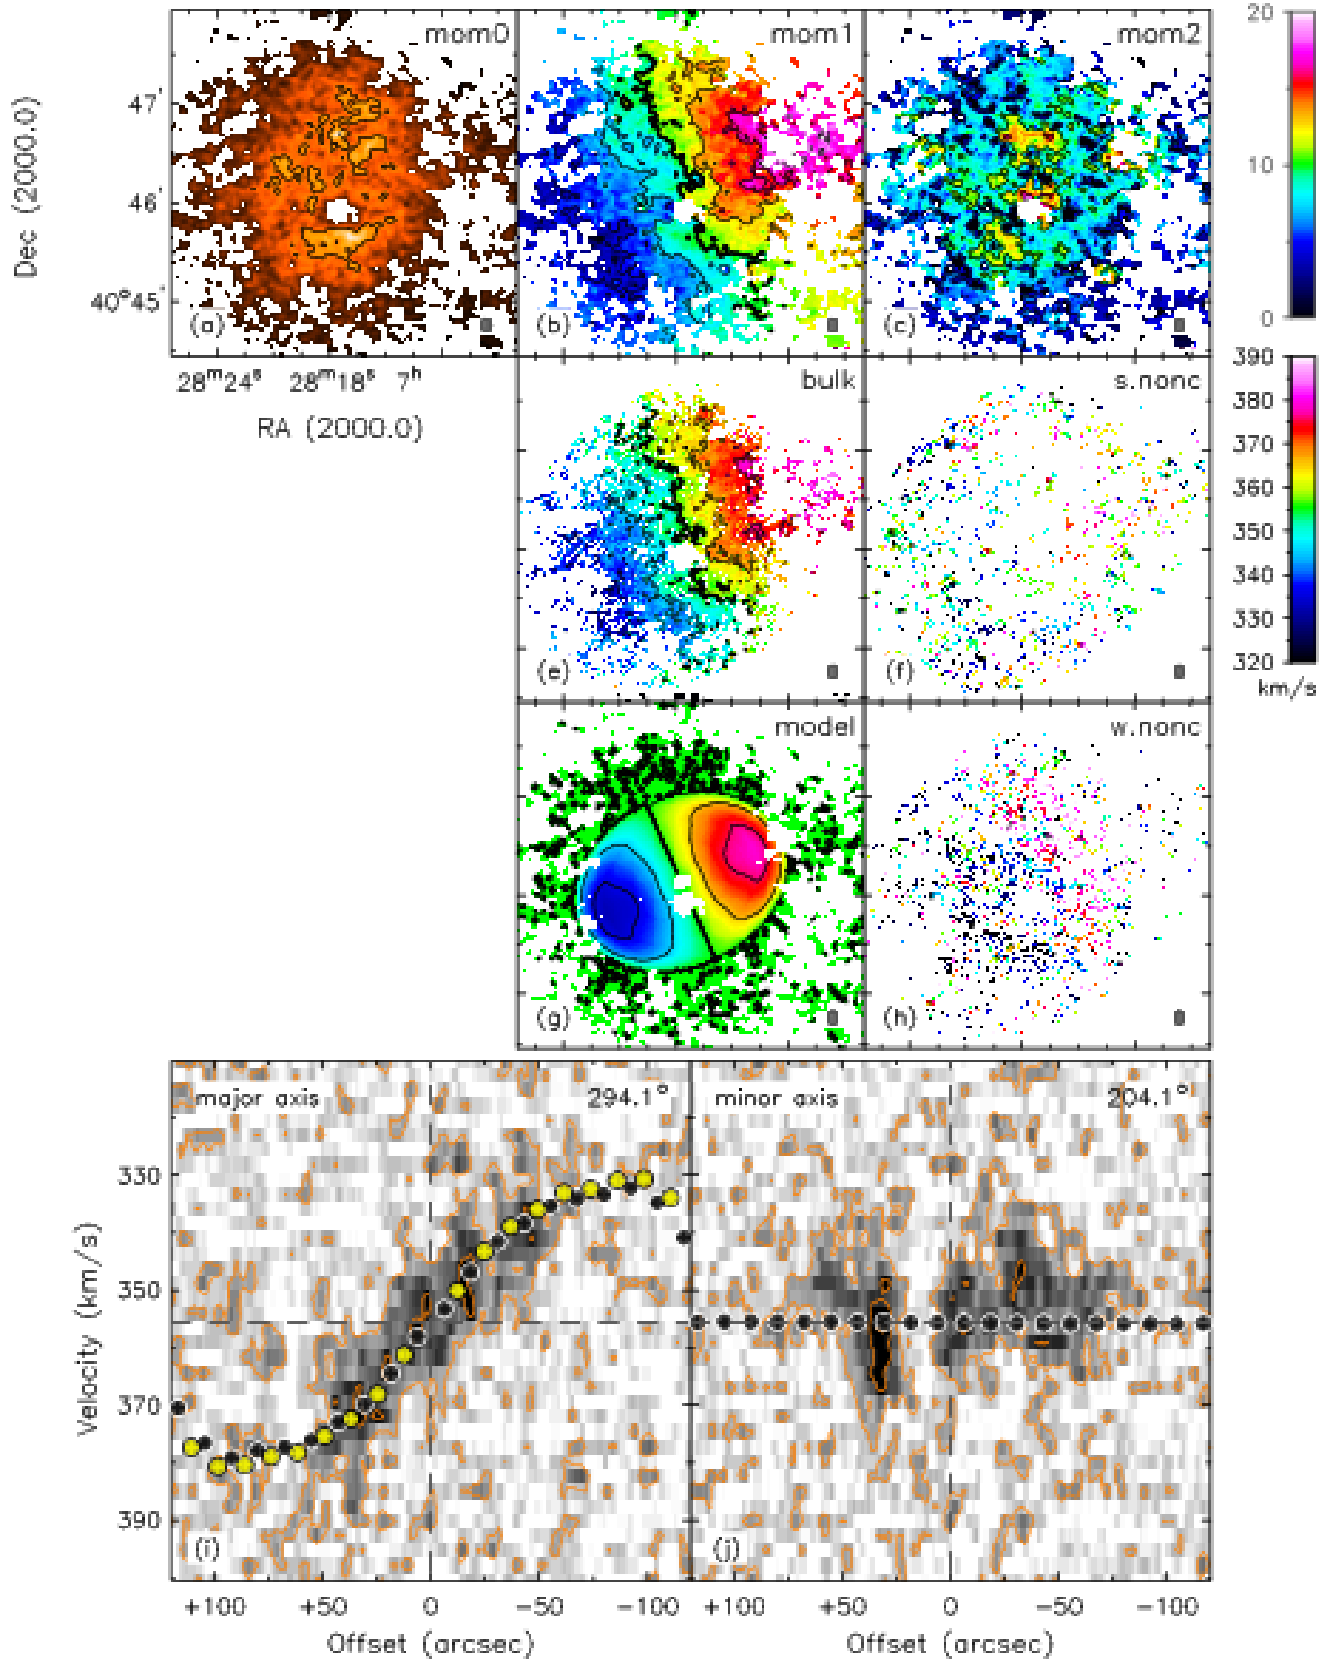 mom0
mom1
mom2
20
10
0
Dec (2000.0)
47'
46'
40°45'
(a)
(b)
(c)
28ᵐ24ˢ 28ᵐ18ˢ 7ʰ
RA (2000.0)
bulk
s.nonc
390
380
370
360
350
340
330
320
km/s
(e)
(f)
model
w.nonc
(g)
(h)
major axis 294.1°
minor axis 204.1°
330
350
370
390
Velocity (km/s)
(i)
(j)
+100 +50 0 −50 −100
+100 +50 0 −50 −100
Offset (arcsec)
Offset (arcsec)